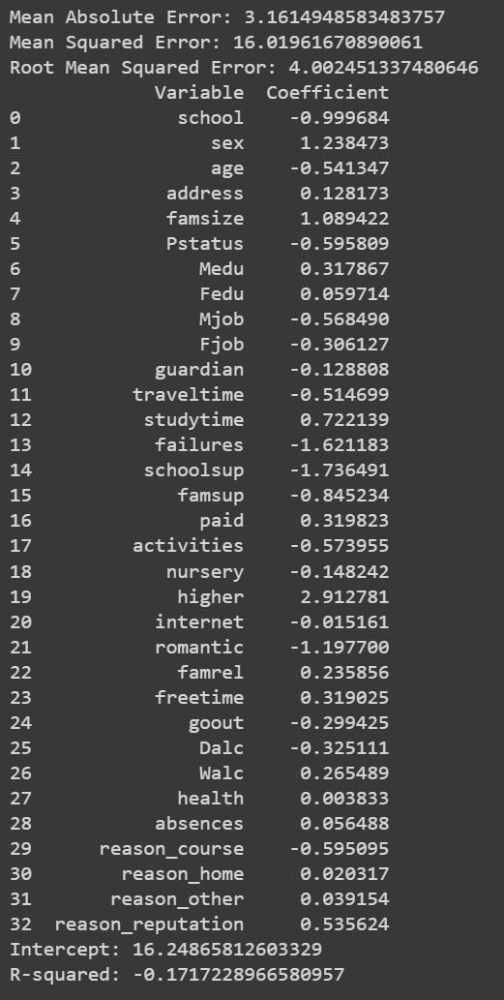 Mean Absolute Error: 3.1614948583483757
Mean Squared Error: 16.01961670890061
Root Mean Squared Error: 4.002451337480646
Variable Coefficient
0 school -0.999684
1 sex 1.238473
2 age -0.541347
3 address 0.128173
4 famsize 1.089422
5 Pstatus -0.595809
6 Medu 0.317867
7 Fedu 0.059714
8 Mjob -0.568490
9 Fjob -0.306127
10 guardian -0.128808
11 traveltime -0.514699
12 studytime 0.722139
13 failures -1.621183
14 schoolsup -1.736491
15 famsup -0.845234
16 paid 0.319823
17 activities -0.573955
18 nursery -0.148242
19 higher 2.912781
20 internet -0.015161
21 romantic -1.197700
22 famrel 0.235856
23 freetime 0.319025
24 goout -0.299425
25 Dalc -0.325111
26 Walc 0.265489
27 health 0.003833
28 absences 0.056488
29 reason_course -0.595095
30 reason_home 0.020317
31 reason_other 0.039154
32 reason_reputation 0.535624
Intercept: 16.24865812603329
R-squared: -0.1717228966580957